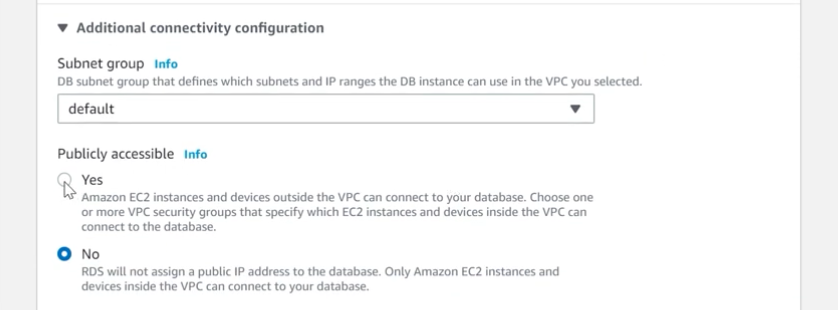 Additional connectivity configuration
Subnet group Info
DB subnet group that defines which subnets and IP ranges the DB instance can use in the VPC you selected.
default
Publicly accessible Info
Yes
Amazon EC2 instances and devices outside the VPC can connect to your database. Choose one
or more VPC security groups that specify which EC2 instances and devices inside the VPC can
connect to the database.
No
RDS will not assign a public IP address to the database. Only Amazon EC2 instances and
devices inside the VPC can connect to your database.